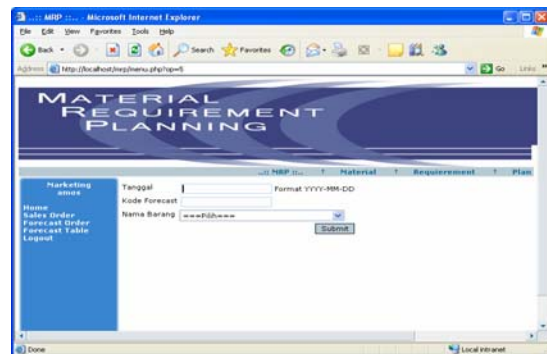 ..:: MRP ::.. - Microsoft Internet Explorer
File Edit View Favorites Tools Help
Back Search Favorites
Address http://localhost/mrp/menu.php?op=5 Go Links
MATERIAL
REQUIREMENT
PLANNING
..:: MRP ::.. ! Material ! Requierement ! Plan
Marketing
amos
Home
Sales Order
Forecast Order
Forecast Table
Logout
Tanggal Format YYYY-MM-DD
Kode Forecast
Nama Barang ===Pilih===
Submit
Done Local intranet